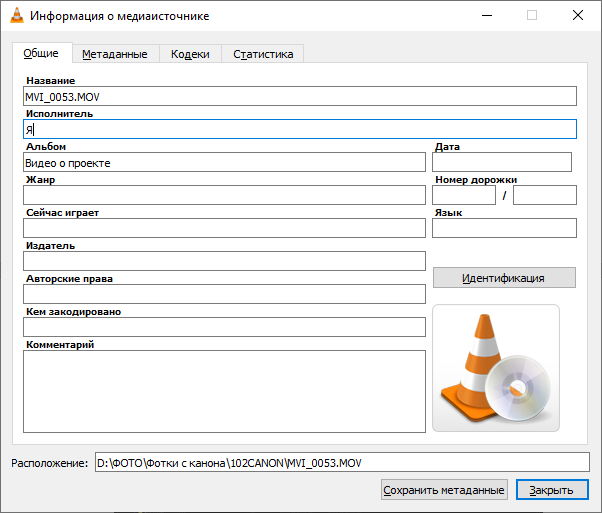 Информация о медиаисточнике
Общие Метаданные Кодеки Статистика
Название
MVI_0053.MOV
Исполнитель
Я
Альбом Дата
Видео о проекте
Жанр Номер дорожки
/
Сейчас играет Язык
Издатель
Идентификация
Авторские права
Кем закодировано
Комментарий
Расположение: D:\ФОТО\Фотки с канона\102CANON\MVI_0053.MOV
Сохранить метаданные Закрыть